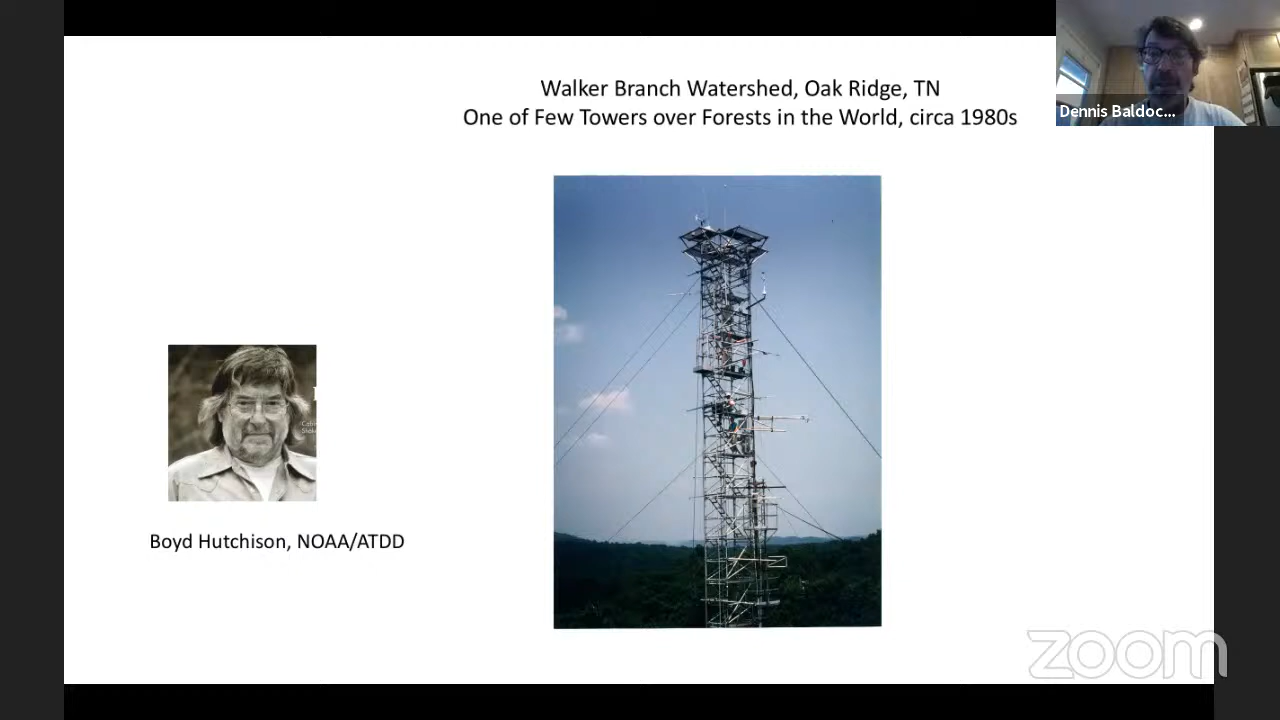 Walker Branch Watershed, Oak Ridge, TN
One of Few Towers over Forests in the World, circa 1980s
Dennis Baldoc...
Boyd Hutchison, NOAA/ATDD
zoom